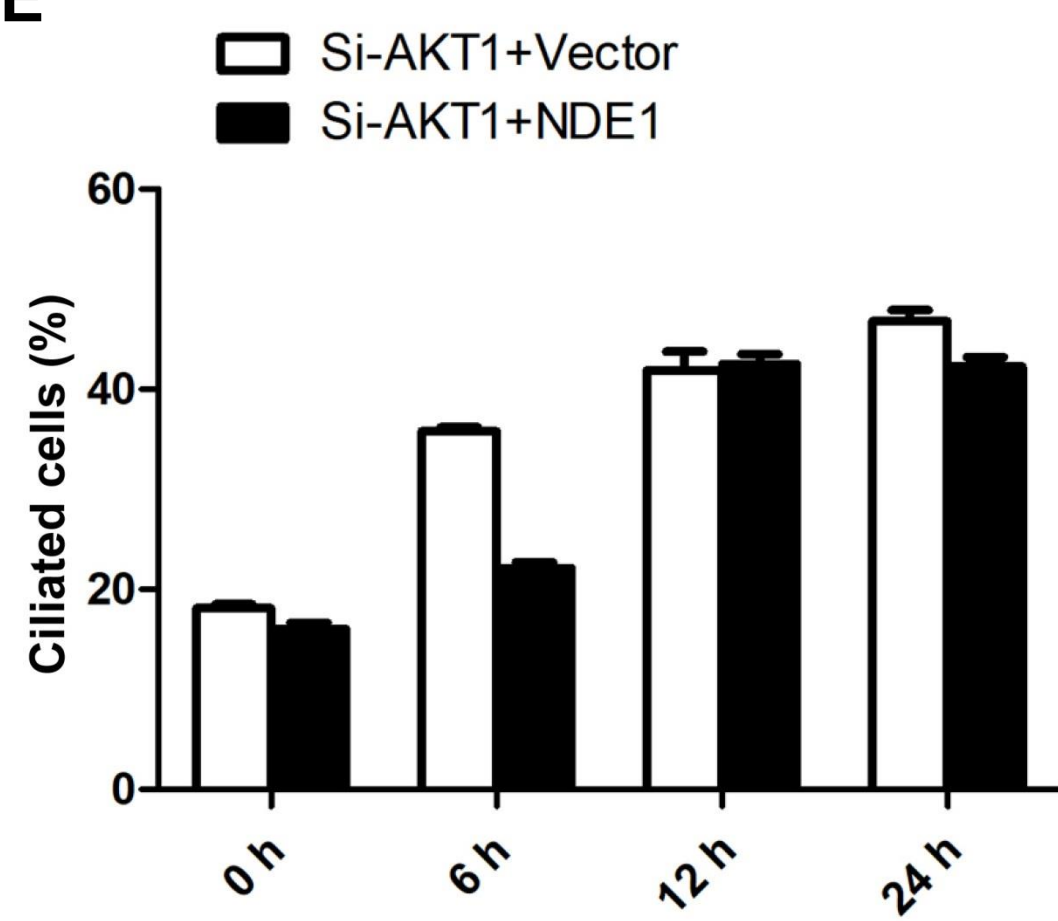 E
Si-AKT1+Vector
Si-AKT1+NDE1
Ciliated cells (%)
60
40
20
0
0 h
6 h
12 h
24 h